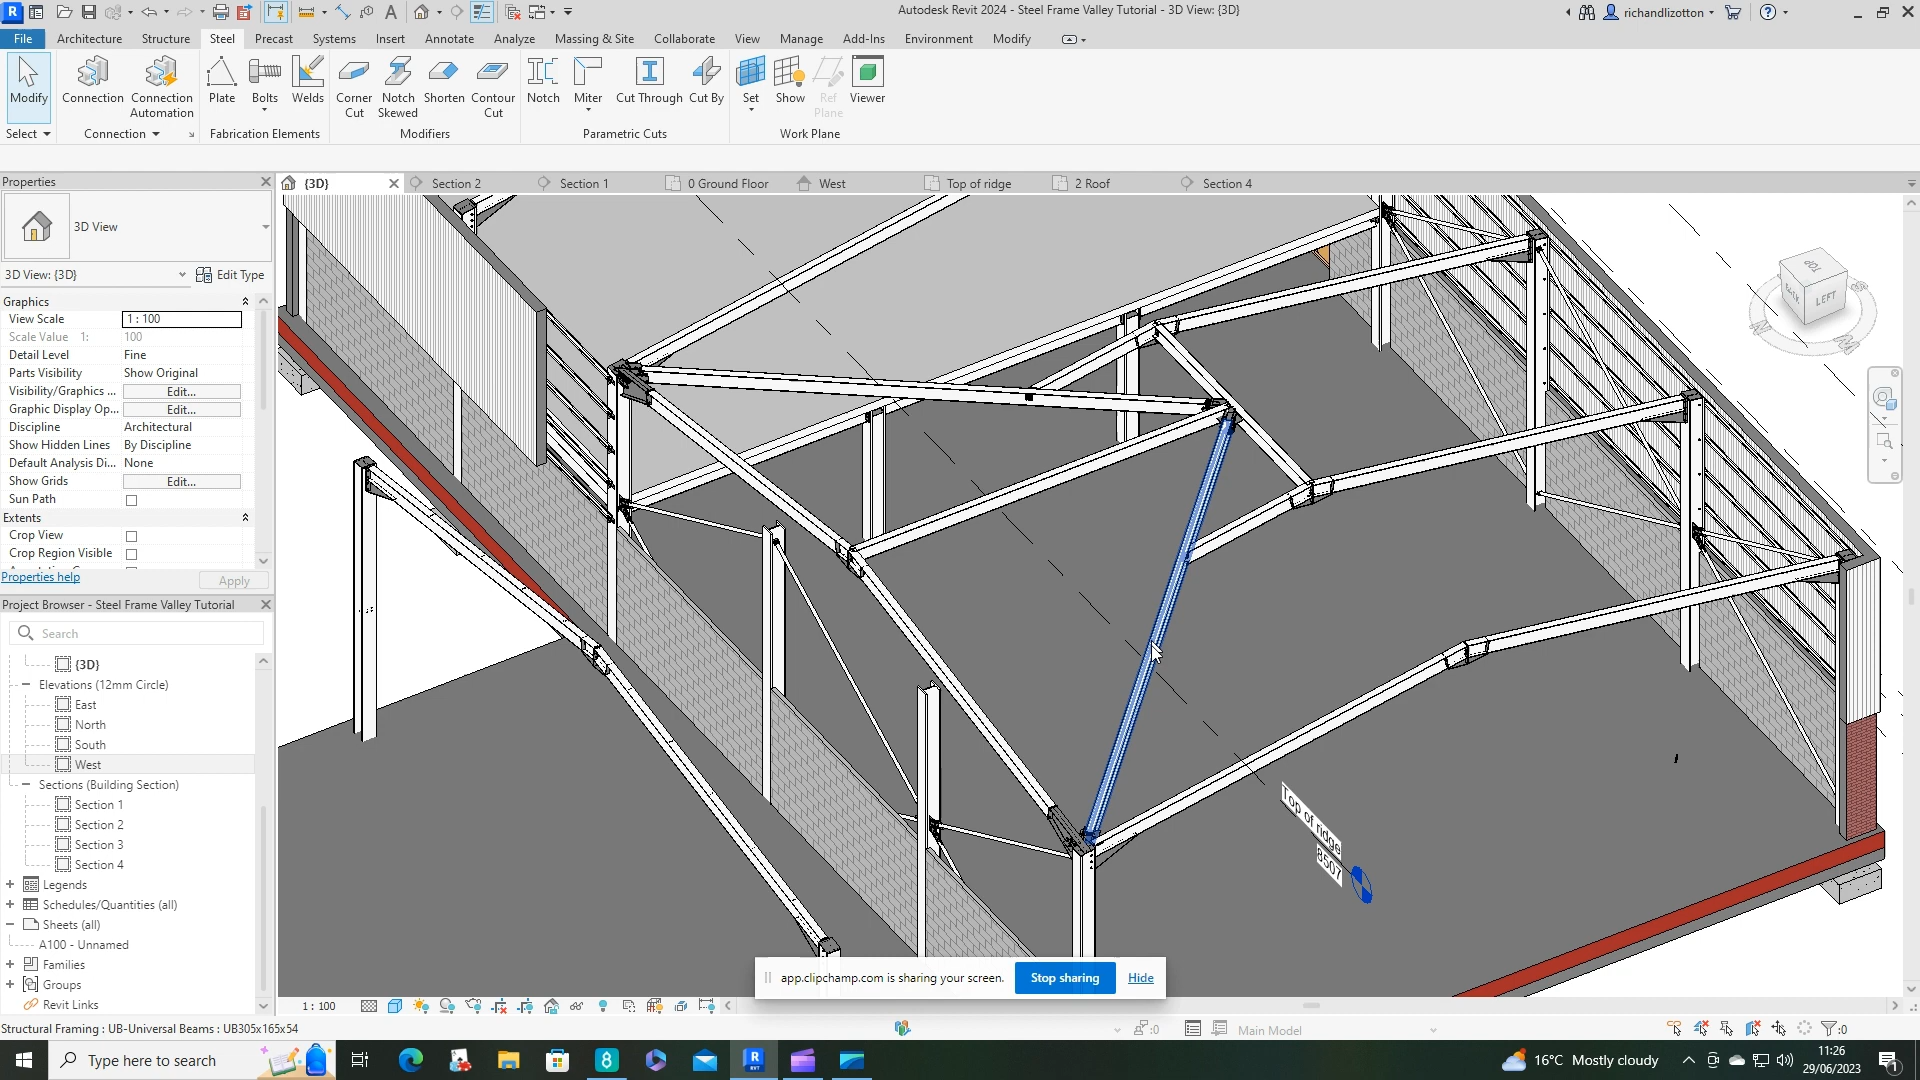 Autodesk Revit 2024 - Steel Frame Valley Tutorial - 3D View: {3D}
richandlizotton
File Architecture Structure Steel Precast Systems Insert Annotate Analyze Massing & Site Collaborate View Manage Add-Ins Environment Modify
Modify Connection Connection Automation Plate Bolts Welds Corner Cut Notch Skewed Shorten Contour Cut Notch Miter Cut Through Cut By Set Show Ref Plane Viewer
Select Connection Fabrication Elements Modifiers Parametric Cuts Work Plane
Properties
{3D} Section 2 Section 1 0 Ground Floor West Top of ridge 2 Roof Section 4
3D View
3D View: {3D} Edit Type
Graphics
View Scale 1 : 100
Scale Value 1: 100
Detail Level Fine
Parts Visibility Show Original
Visibility/Graphics ... Edit...
Graphic Display Op... Edit...
Discipline Architectural
Show Hidden Lines By Discipline
Default Analysis Di... None
Show Grids Edit...
Sun Path
Extents
Crop View
Crop Region Visible
Properties help Apply
Project Browser - Steel Frame Valley Tutorial
Search
{3D}
Elevations (12mm Circle)
East
North
South
West
Sections (Building Section)
Section 1
Section 2
Section 3
Section 4
Legends
Schedules/Quantities (all)
Sheets (all)
A100 - Unnamed
Families
Groups
Revit Links
TOP
BACK
LEFT
Top of ridge
8507
app.clipchamp.com is sharing your screen. Stop sharing Hide
1 : 100
Structural Framing : UB-Universal Beams : UB305x165x54
:0 Main Model :0
Type here to search
16°C Mostly cloudy
11:26
29/06/2023
1